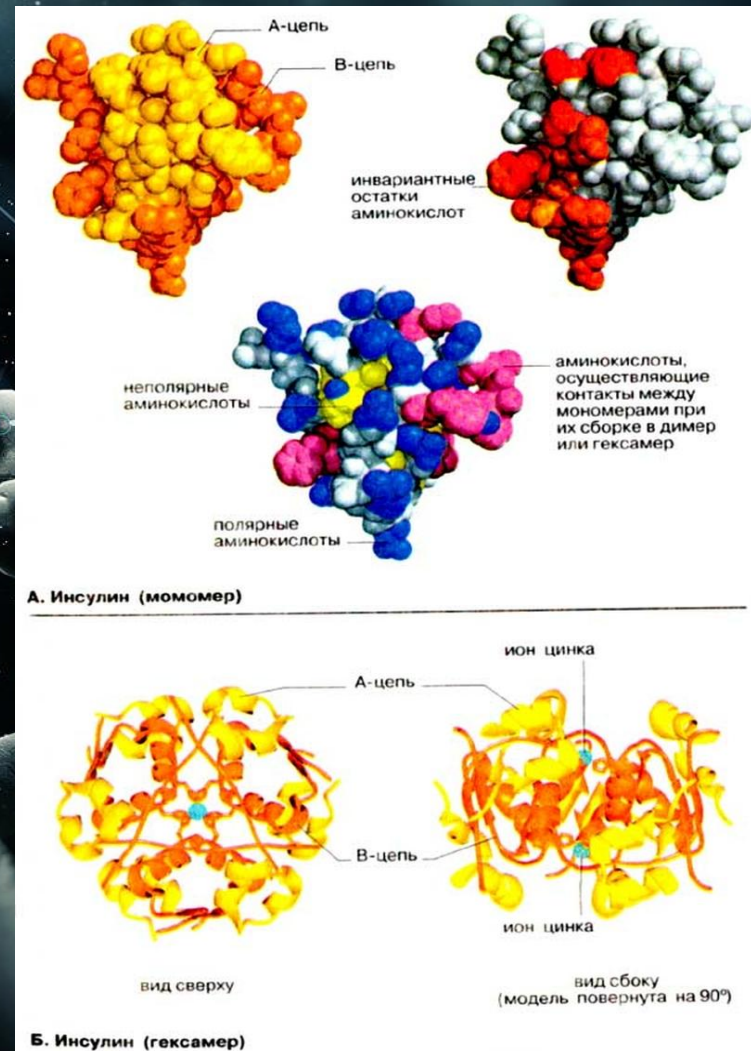 А-цепь
В-цепь
инвариантные
остатки
аминокислот
неполярные
аминокислоты
аминокислоты,
осуществляющие
контакты между
мономерами при
их сборке в димер
или гексамер
полярные
аминокислоты
А. Инсулин (момомер)
ион цинка
А-цепь
В-цепь
ион цинка
вид сверху
вид сбоку
(модель повернута на 90º)
Б. Инсулин (гексамер)